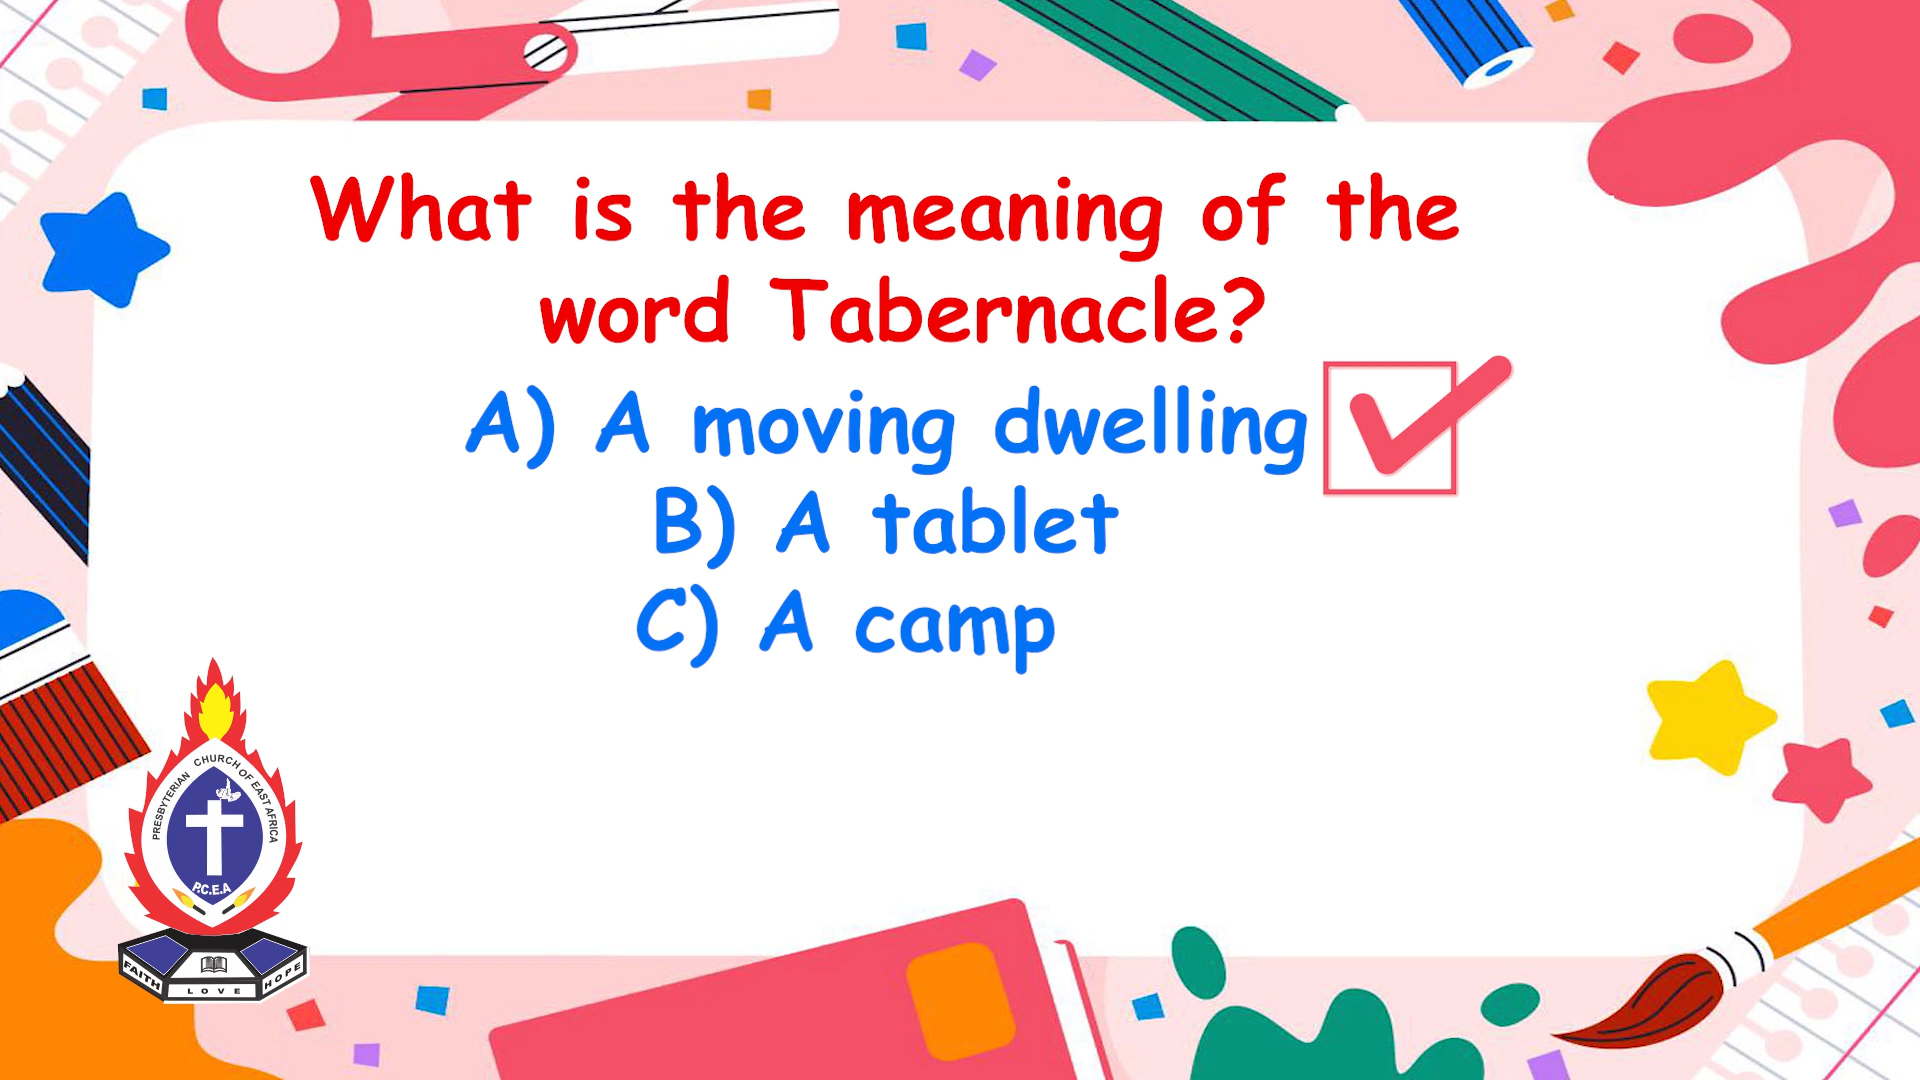 What is the meaning of the
word Tabernacle?
A) A moving dwelling
B) A tablet
C) A camp
PRESBYTERIAN CHURCH OF EAST AFRICA
P.C.E.A
FAITH
LOVE
HOPE